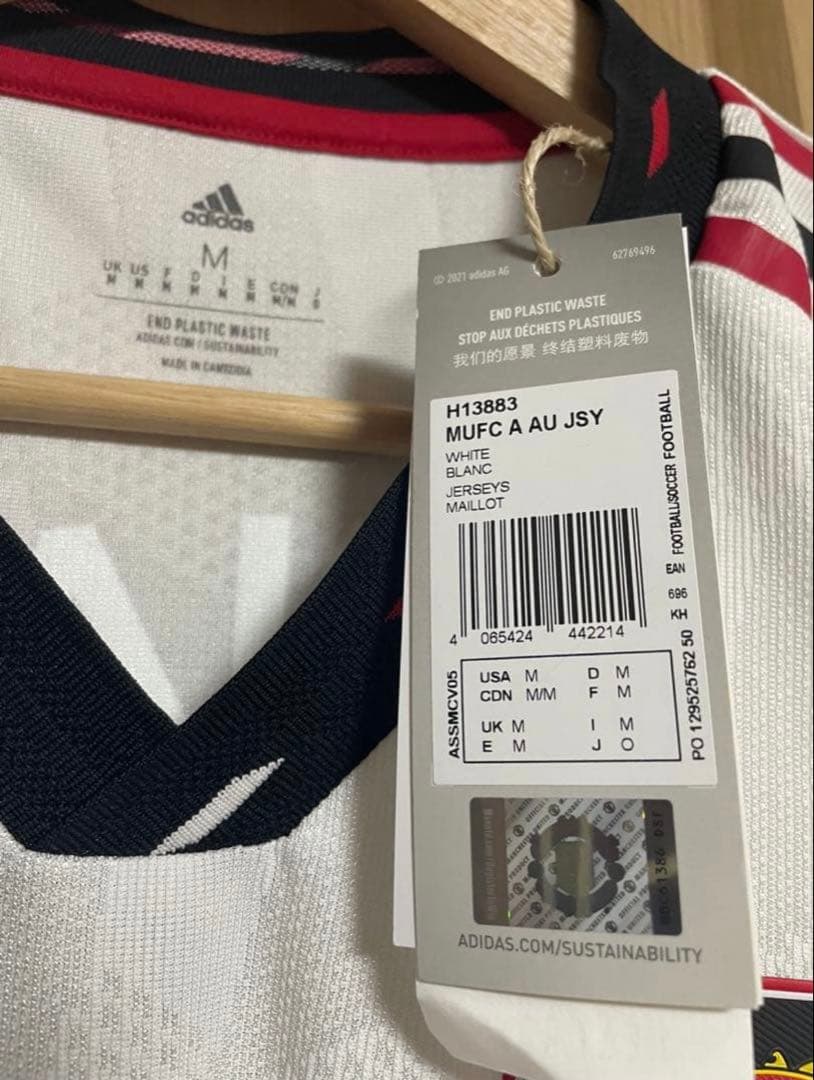 adidas
M
UK US F D I E CDN J
M M M M M M M/M O
END PLASTIC WASTE
ADIDAS.COM / SUSTAINABILITY
MADE IN CAMBODIA
© 2021 adidas AG
62769496
END PLASTIC WASTE
STOP AUX DÉCHETS PLASTIQUES
我们的愿景 终结塑料废物
H13883
MUFC A AU JSY
WHITE
BLANC
JERSEYS
MAILLOT
FOOTBALL/SOCCER FOOTBALL
EAN
696
KH
PO 129525762 50
4 065424 442214
ASSMCV05
USA M D M
CDN M/M F M
UK M I M
E M J O
ADIDAS.COM/SUSTAINABILITY